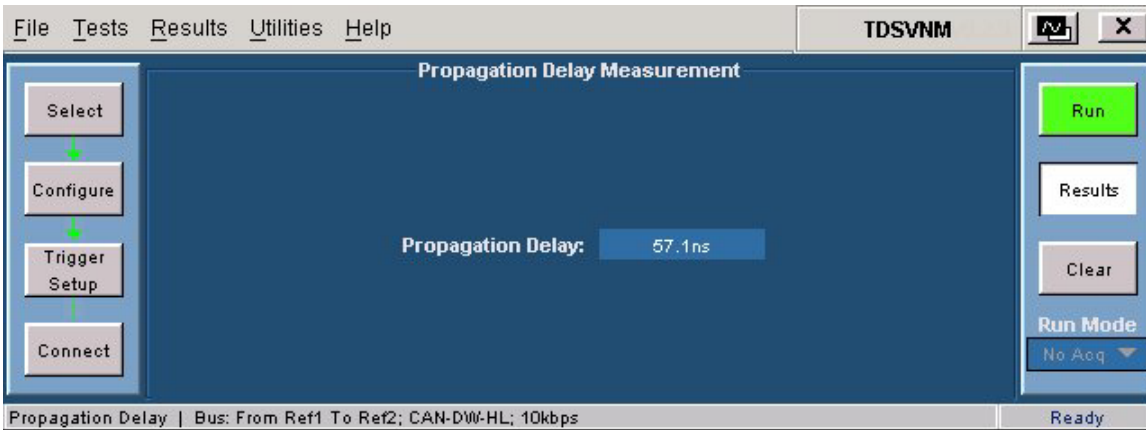 File Tests Results Utilities Help TDSVNM
Propagation Delay Measurement
Select
Configure
Trigger
Setup
Connect
Propagation Delay: 57.1ns
Run
Results
Clear
Run Mode
No Acq
Propagation Delay | Bus: From Ref1 To Ref2; CAN-DW-HL; 10kbps Ready